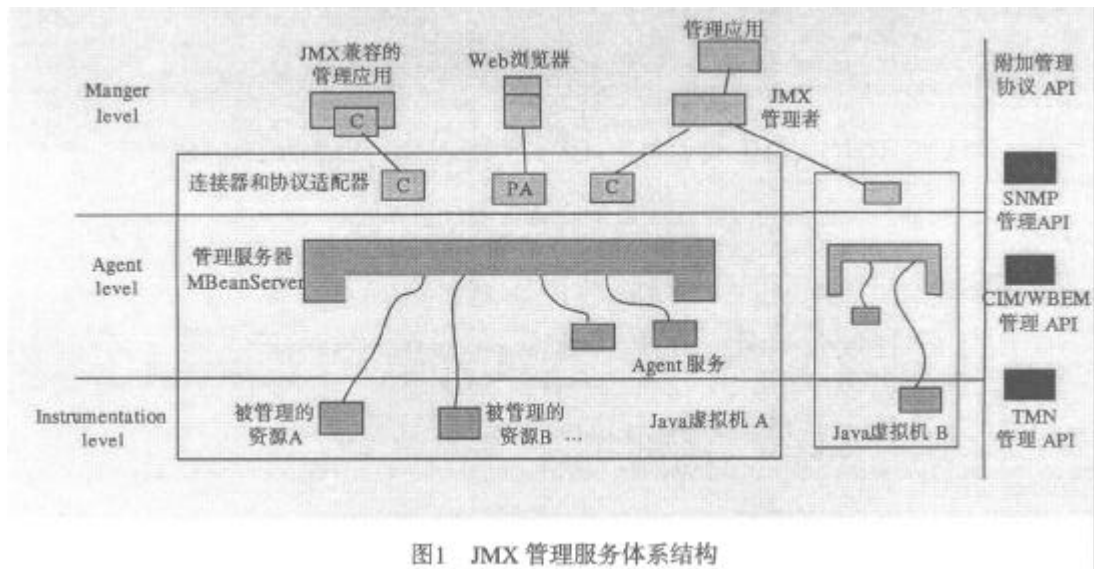 JMX兼容的
管理应用
C
Web浏览器
管理应用
JMX
管理者
附加管理
协议 API
Manger
level
连接器和协议适配器
C
PA
C
SNMP
管理API
Agent
level
管理服务器
MBeanServer
Agent 服务
CIM/WBEM
管理 API
Instrumentation
level
被管理的
资源A
被管理的
资源B ...
Java虚拟机 A
Java虚拟机 B
TMN
管理 API
图1 JMX 管理服务体系结构